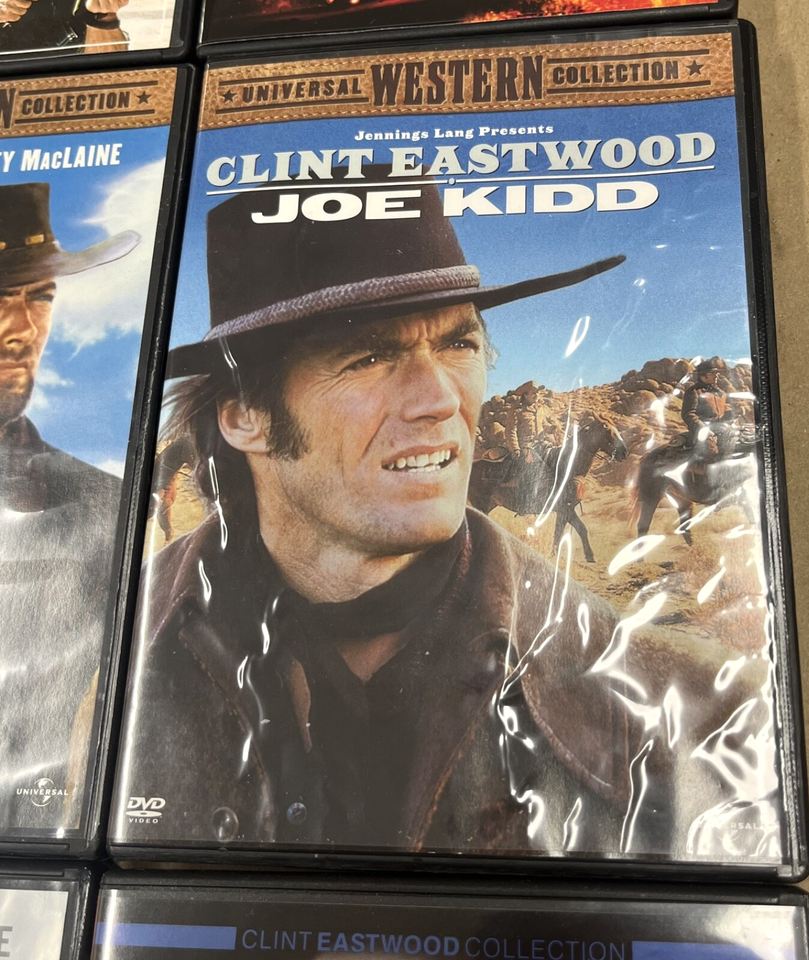 N COLLECTION ★
Y MACLAINE
UNIVERSAL
★ UNIVERSAL WESTERN COLLECTION ★
Jennings Lang Presents
CLINT EASTWOOD
JOE KIDD
DVD
VIDEO
E
CLINT EASTWOOD COLLECTION